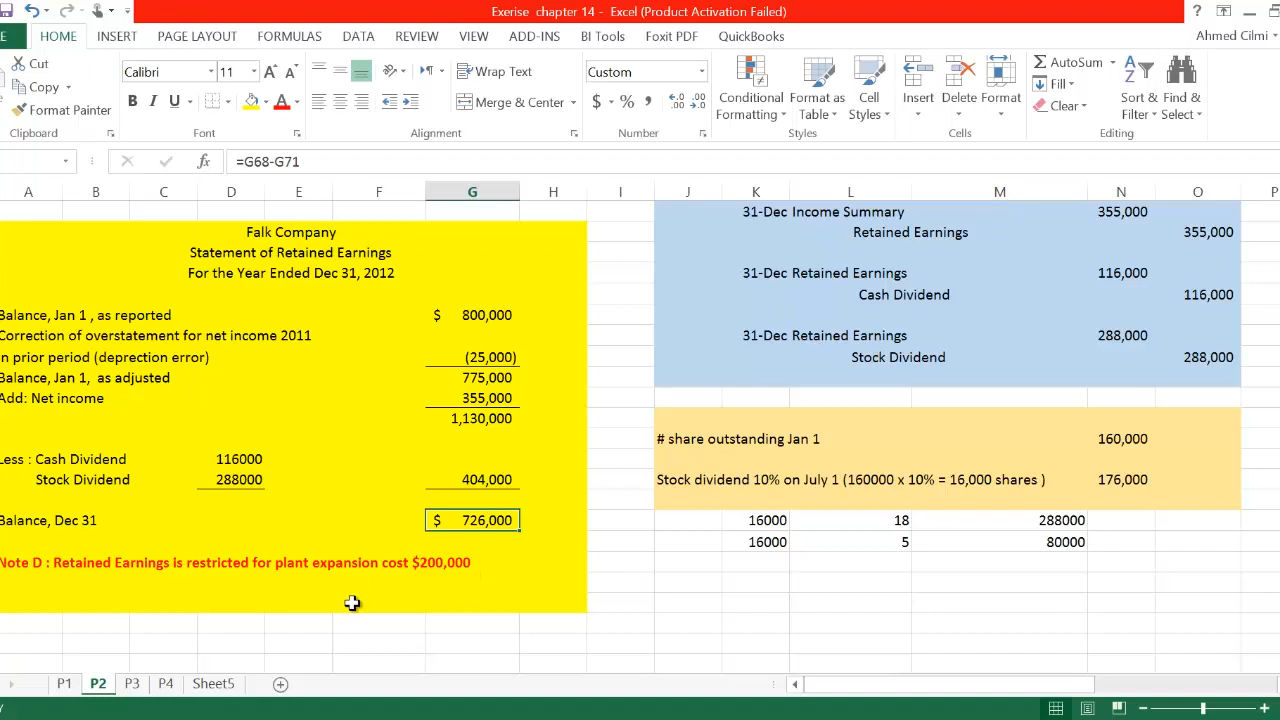 Exerise chapter 14 - Excel (Product Activation Failed)
?
E HOME INSERT PAGE LAYOUT FORMULAS DATA REVIEW VIEW ADD-INS BI Tools Foxit PDF QuickBooks Ahmed Cilmi
Cut
Copy
Format Painter
Clipboard
Calibri 11 A A
B I U A
Font
Wrap Text
Merge & Center
Alignment
Custom
$ % , .0 .00 .00 .0
Number
Conditional Formatting
Format as Table
Cell Styles
Styles
Insert Delete Format
Cells
AutoSum
Fill
Clear
Sort & Filter
Find & Select
Editing
fx =G68-G71
A B C D E F G H I J K L M N O P
Falk Company
Statement of Retained Earnings
For the Year Ended Dec 31, 2012
Balance, Jan 1 , as reported $ 800,000
Correction of overstatement for net income 2011
n prior period (deprection error) (25,000)
Balance, Jan 1, as adjusted 775,000
Add: Net income 355,000
1,130,000
Less : Cash Dividend 116000
Stock Dividend 288000 404,000
Balance, Dec 31 $ 726,000
Note D : Retained Earnings is restricted for plant expansion cost $200,000
31-Dec Income Summary 355,000
Retained Earnings 355,000
31-Dec Retained Earnings 116,000
Cash Dividend 116,000
31-Dec Retained Earnings 288,000
Stock Dividend 288,000
# share outstanding Jan 1 160,000
Stock dividend 10% on July 1 (160000 x 10% = 16,000 shares ) 176,000
16000 18 288000
16000 5 80000
P1 P2 P3 P4 Sheet5